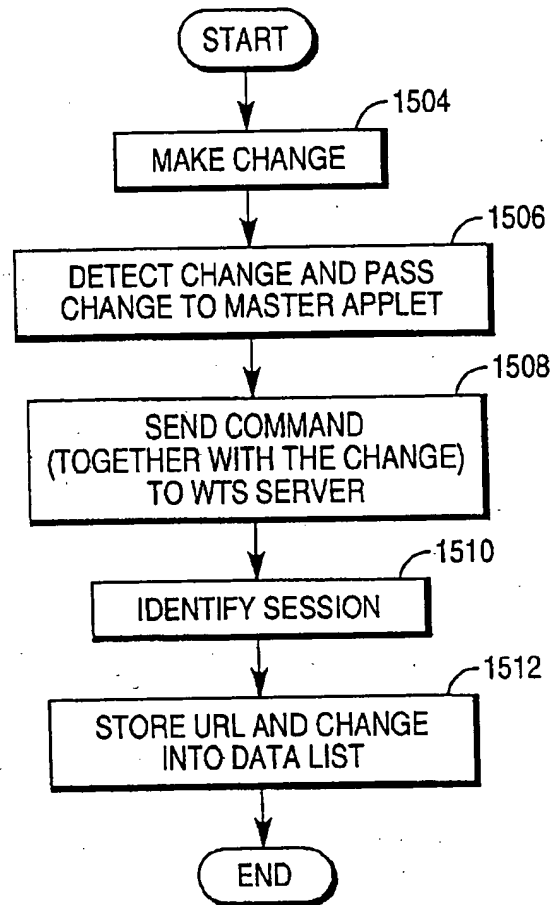 START
1504
MAKE CHANGE
1506
DETECT CHANGE AND PASS
CHANGE TO MASTER APPLET
1508
SEND COMMAND
(TOGETHER WITH THE CHANGE)
TO WTS SERVER
1510
IDENTIFY SESSION
1512
STORE URL AND CHANGE
INTO DATA LIST
END